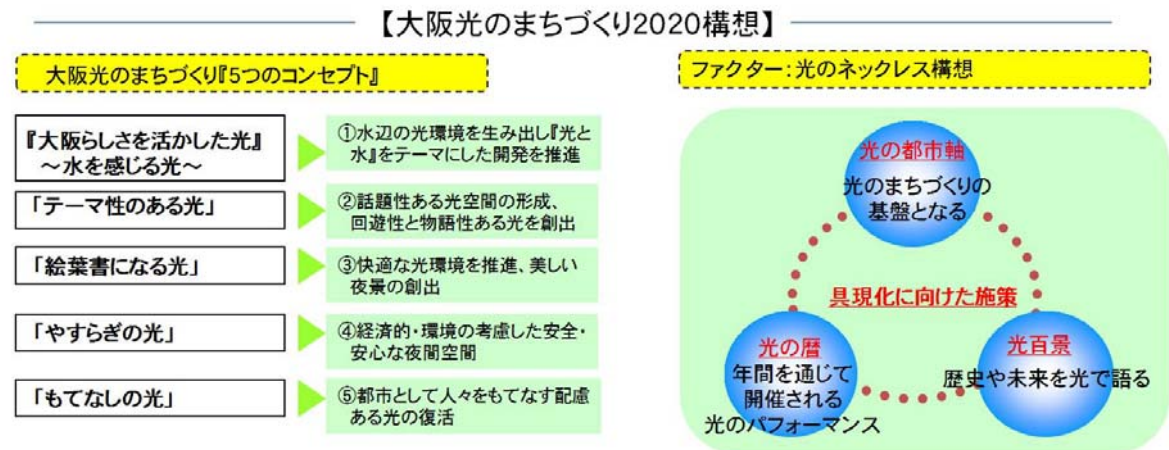 【大阪光のまちづくり2020構想】
大阪光のまちづくり『5つのコンセプト』
『大阪らしさを活かした光』
～水を感じる光～
①水辺の光環境を生み出し『光と
水』をテーマにした開発を推進
「テーマ性のある光」
②話題性ある光空間の形成、
回遊性と物語性ある光を創出
「絵葉書になる光」
③快適な光環境を推進、美しい
夜景の創出
「やすらぎの光」
④経済的・環境の考慮した安全・
安心な夜間空間
「もてなしの光」
⑤都市として人々をもてなす配慮
ある光の復活
ファクター：光のネックレス構想
光の都市軸
光のまちづくりの
基盤となる
具現化に向けた施策
光の暦
年間を通じて
開催される
光のパフォーマンス
光百景
歴史や未来を光で語る